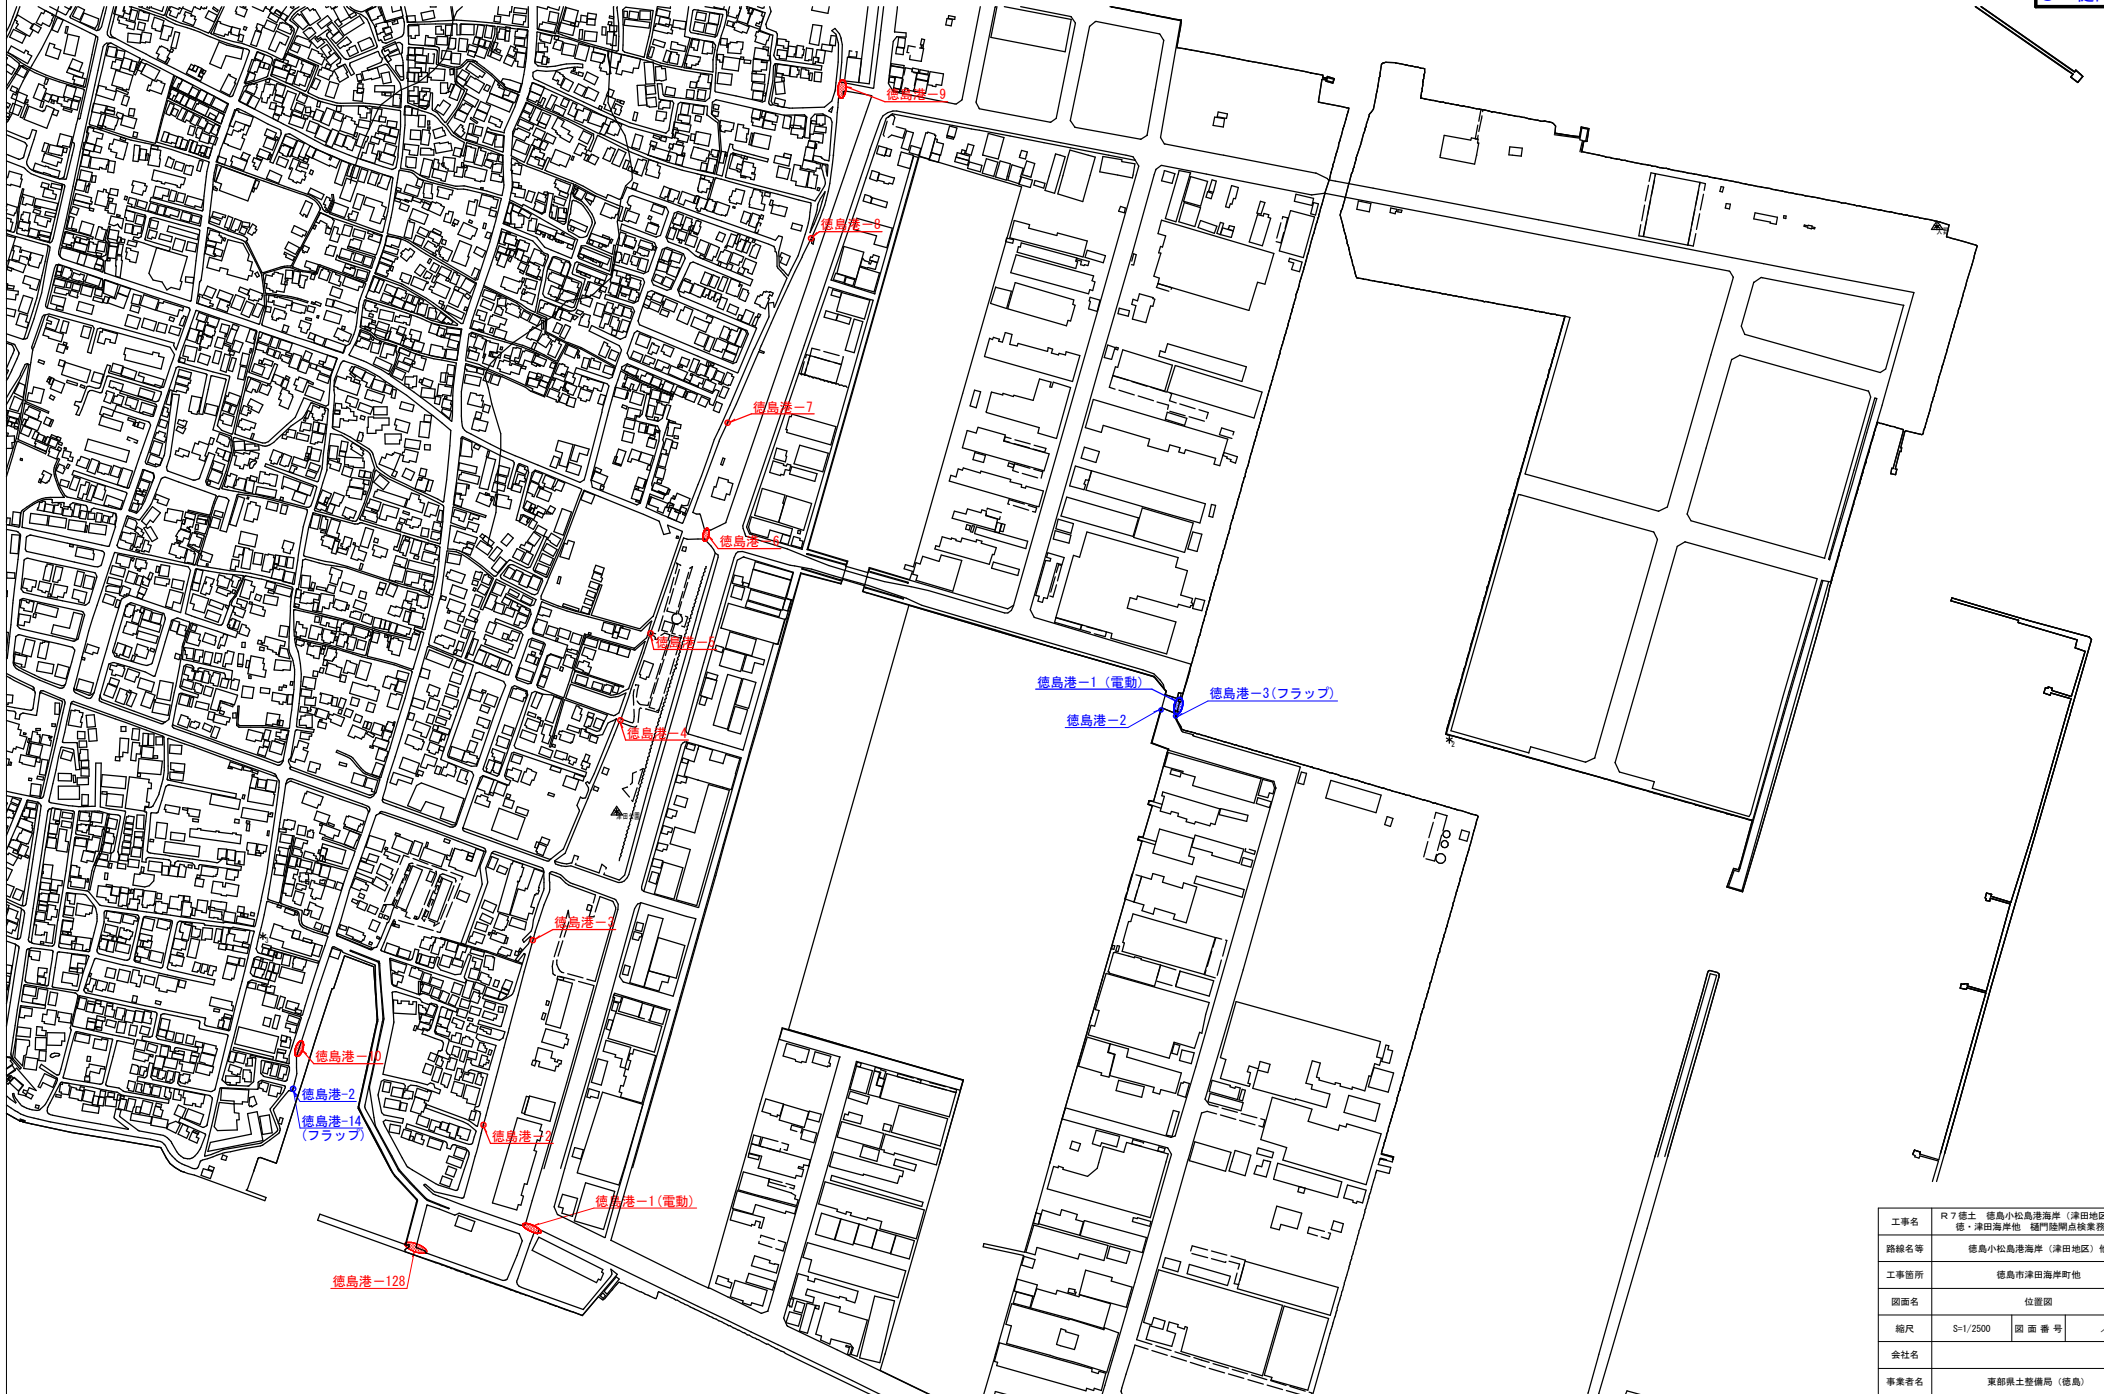 徳島港－9
徳島港－8
徳島港－7
徳島港－6
徳島港－5
徳島港－4
徳島港－1（電動）
徳島港－3(フラップ)
徳島港－2
津田公園
徳島港－3
徳島港－10
徳島港-2
徳島港-14
(フラップ)
徳島港－2
徳島港－1(電動)
徳島港－128
工事名 R7徳土 徳島小松島港海岸（津田地区
徳・津田海岸他 樋門陸閘点検業務
路線名等 徳島小松島港海岸（津田地区）他
工事箇所 徳島市津田海岸町他
図面名 位置図
縮尺 S=1/2500 図面番号
会社名
事業者名 東部県土整備局（徳島）